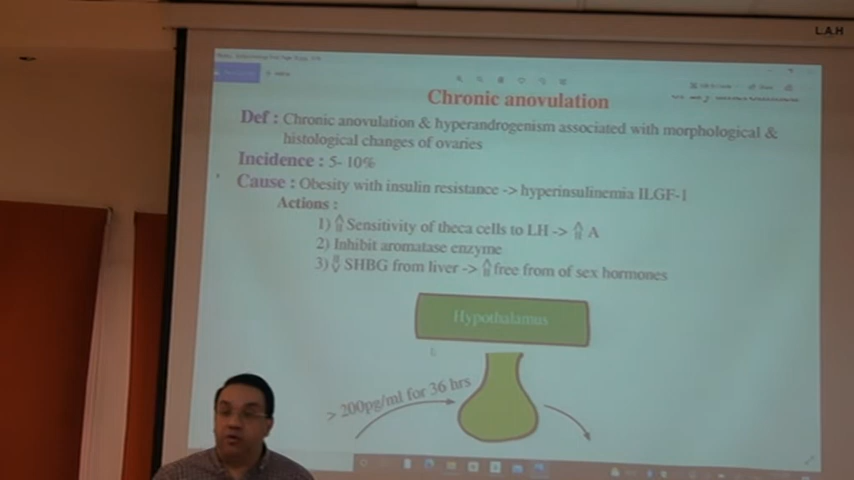 L.A.H
Chronic anovulation
Def : Chronic anovulation & hyperandrogenism associated with morphological &
histological changes of ovaries
Incidence : 5- 10%
Cause : Obesity with insulin resistance -> hyperinsulinemia ILGF-1
Actions :
1) ⇑ Sensitivity of theca cells to LH -> ⇑ A
2) Inhibit aromatase enzyme
3) ⇓ SHBG from liver -> ⇑ free from of sex hormones
Hypothalamus
> 200pg/ml for 36 hrs